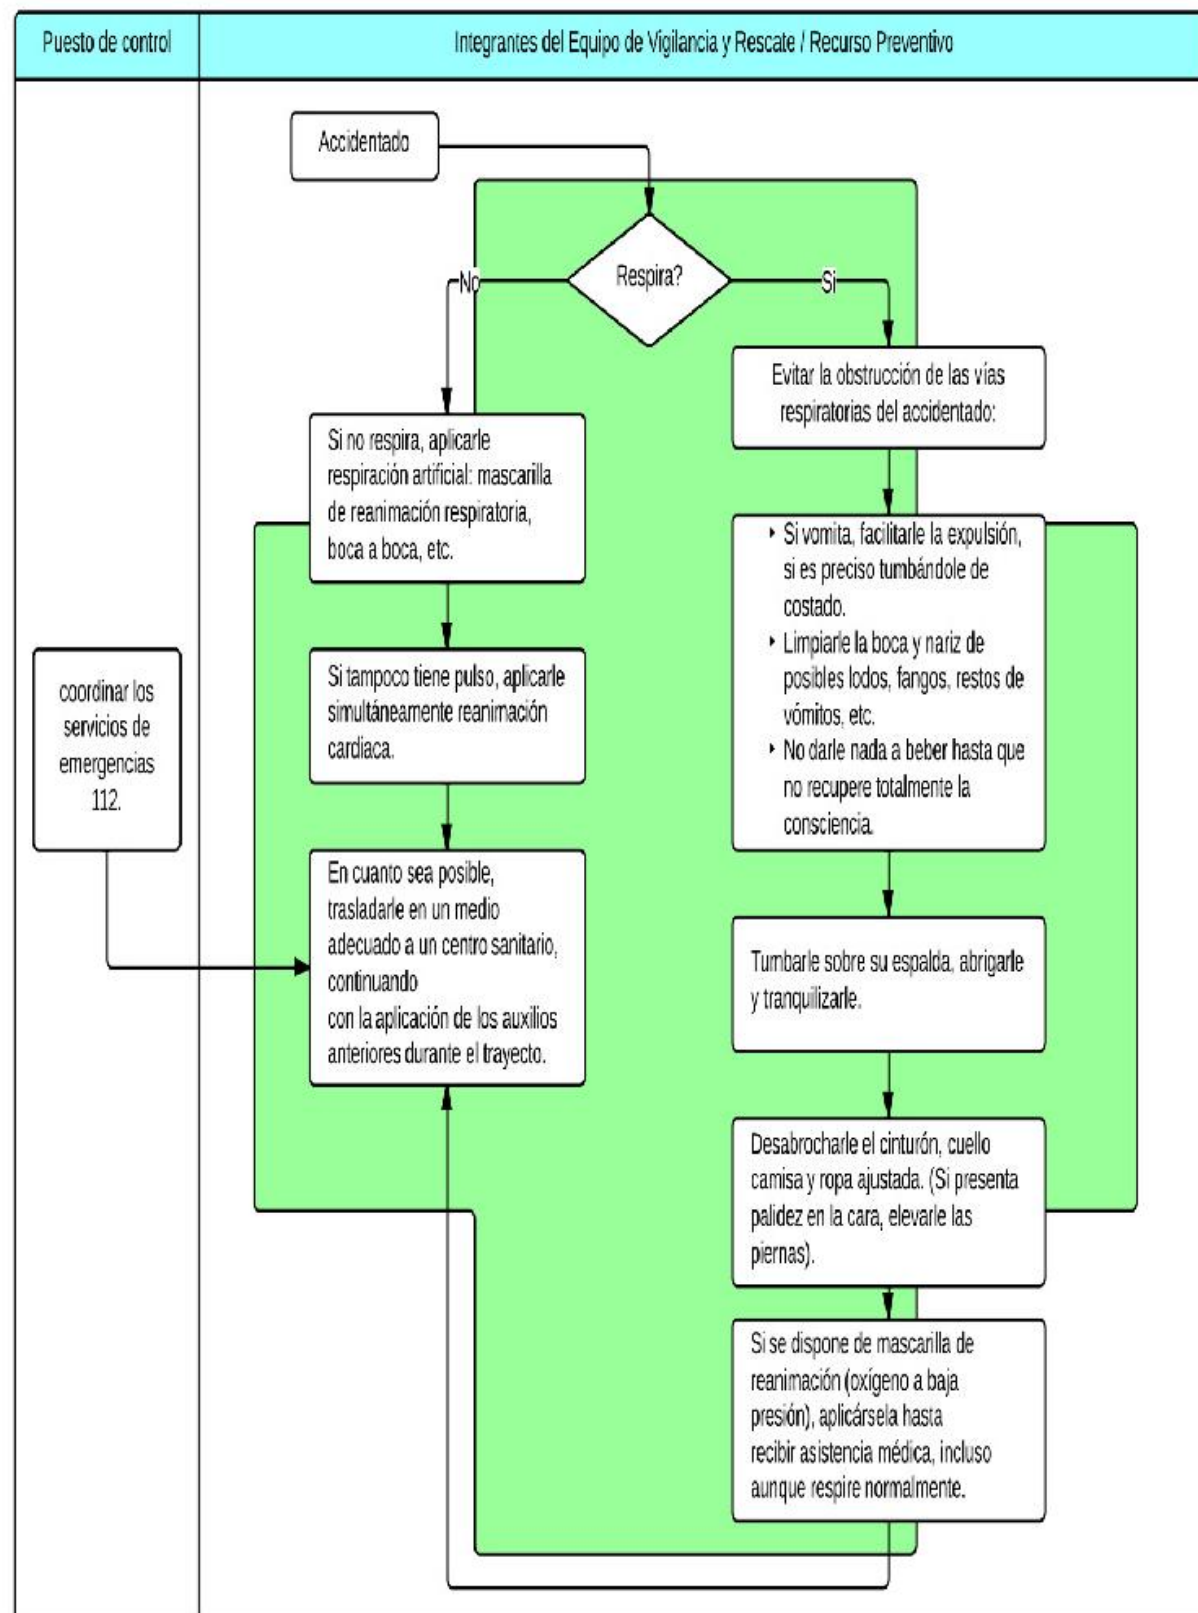 Puesto de control
Integrantes del Equipo de Vigilancia y Rescate / Recurso Preventivo
Accidentado
Respira?
No
Si
Si no respira, aplicarle
respiración artificial: mascarilla
de reanimación respiratoria,
boca a boca, etc.
Si tampoco tiene pulso, aplicarle
simultáneamente reanimación
cardiaca.
coordinar los
servicios de
emergencias
112.
En cuanto sea posible,
trasladarle en un medio
adecuado a un centro sanitario,
continuando
con la aplicación de los auxilios
anteriores durante el trayecto.
Evitar la obstrucción de las vías
respiratorias del accidentado:
‣ Si vomita, facilitarle la expulsión,
si es preciso tumbándole de
costado.
‣ Limpiarle la boca y nariz de
posibles lodos, fangos, restos de
vómitos, etc.
‣ No darle nada a beber hasta que
no recupere totalmente la
consciencia.
Tumbarle sobre su espalda, abrigarle
y tranquilizarle.
Desabrocharle el cinturón, cuello
camisa y ropa ajustada. (Si presenta
palidez en la cara, elevarle las
piernas).
Si se dispone de mascarilla de
reanimación (oxígeno a baja
presión), aplicársela hasta
recibir asistencia médica, incluso
aunque respire normalmente.